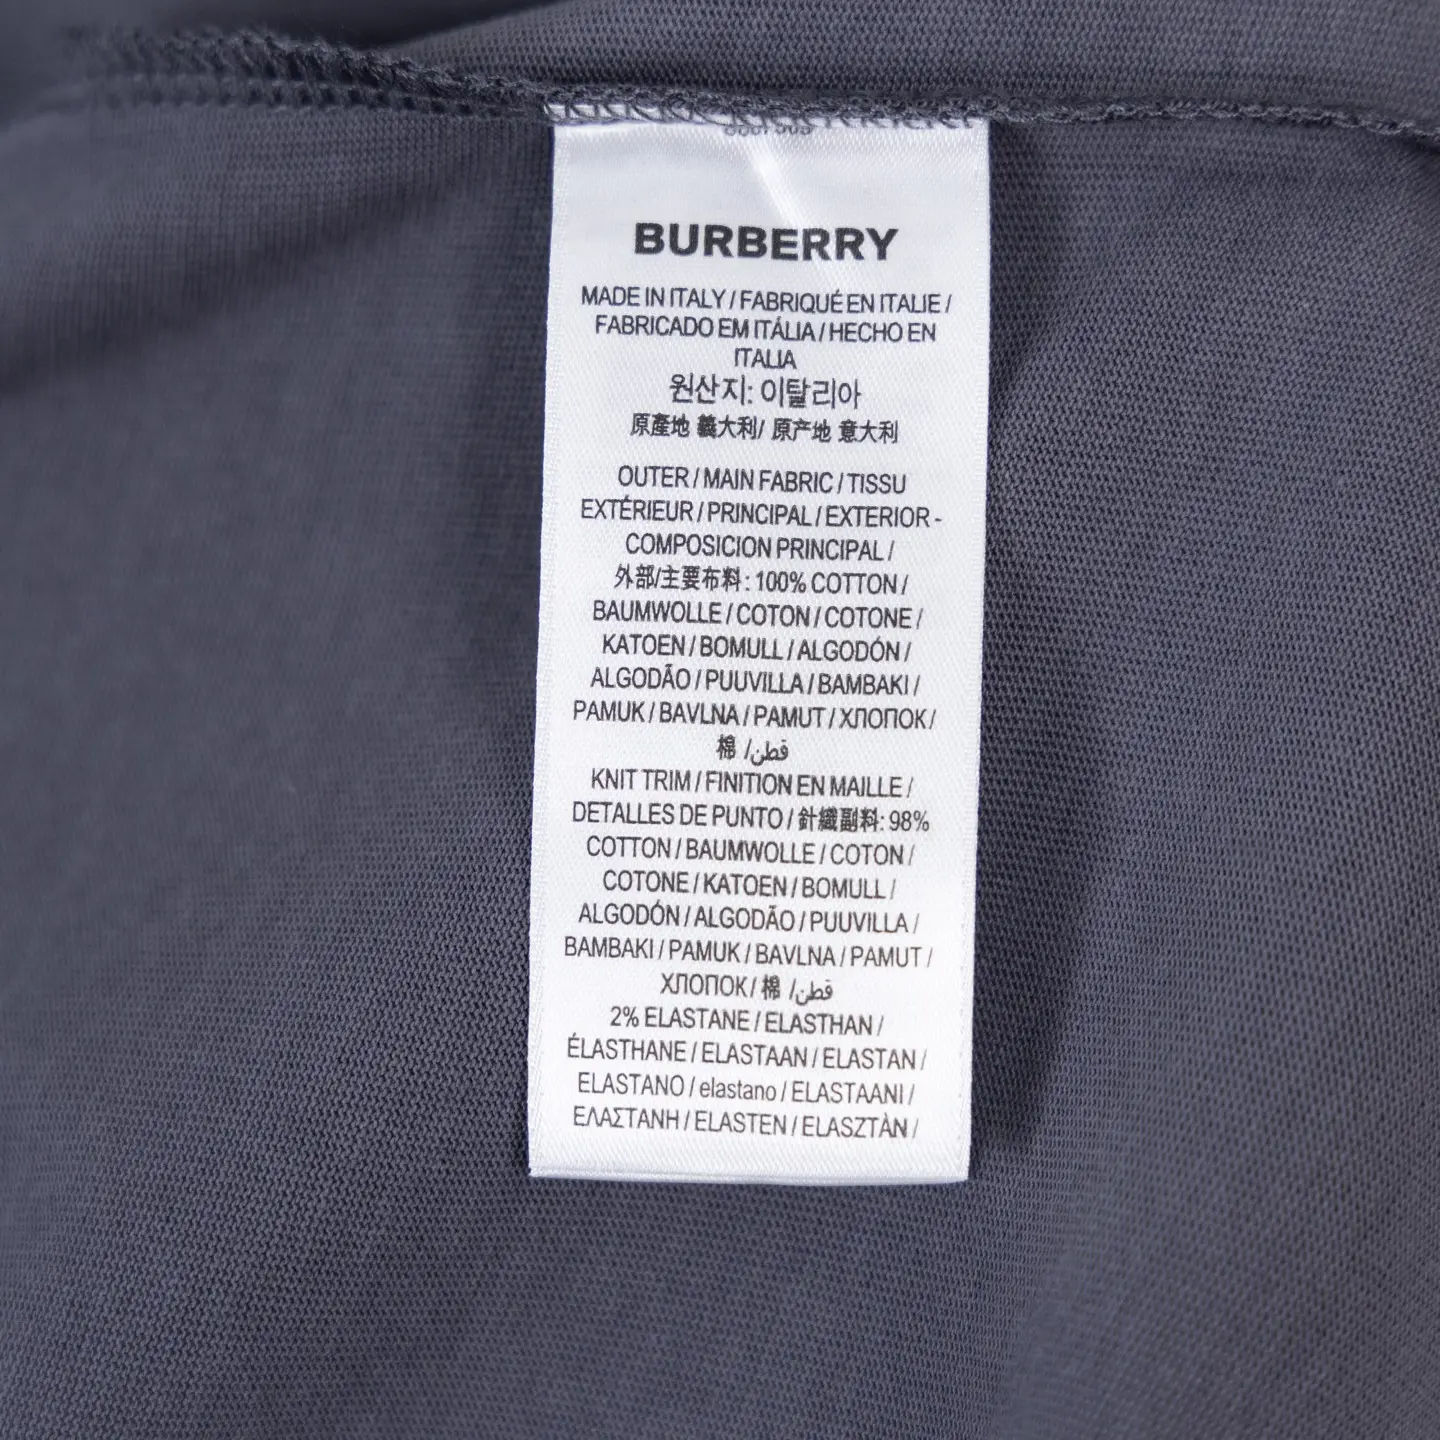 BURBERRY
MADE IN ITALY / FABRIQUÉ EN ITALIE /
FABRICADO EM ITÁLIA / HECHO EN
ITALIA
원산지: 이탈리아
原產地 義大利/ 原产地 意大利
OUTER / MAIN FABRIC / TISSU
EXTÉRIEUR / PRINCIPAL / EXTERIOR -
COMPOSICION PRINCIPAL /
外部/主要布料: 100% COTTON /
BAUMWOLLE / COTON / COTONE /
KATOEN / BOMULL / ALGODÓN /
ALGODÃO / PUUVILLA / BAMBAKI /
PAMUK / BAVLNA / PAMUT / ХЛОПОК /
棉 /قطن
KNIT TRIM / FINITION EN MAILLE /
DETALLES DE PUNTO / 針織副料: 98%
COTTON / BAUMWOLLE / COTON /
COTONE / KATOEN / BOMULL /
ALGODÓN / ALGODÃO / PUUVILLA /
BAMBAKI / PAMUK / BAVLNA / PAMUT /
ХЛОПОК / 棉 /قطن
2% ELASTANE / ELASTHAN /
ÉLASTHANE / ELASTAAN / ELASTAN /
ELASTANO / elastano / ELASTAANI /
ΕΛΑΣΤΑΝΗ / ELASTEN / ELASZTÀN /